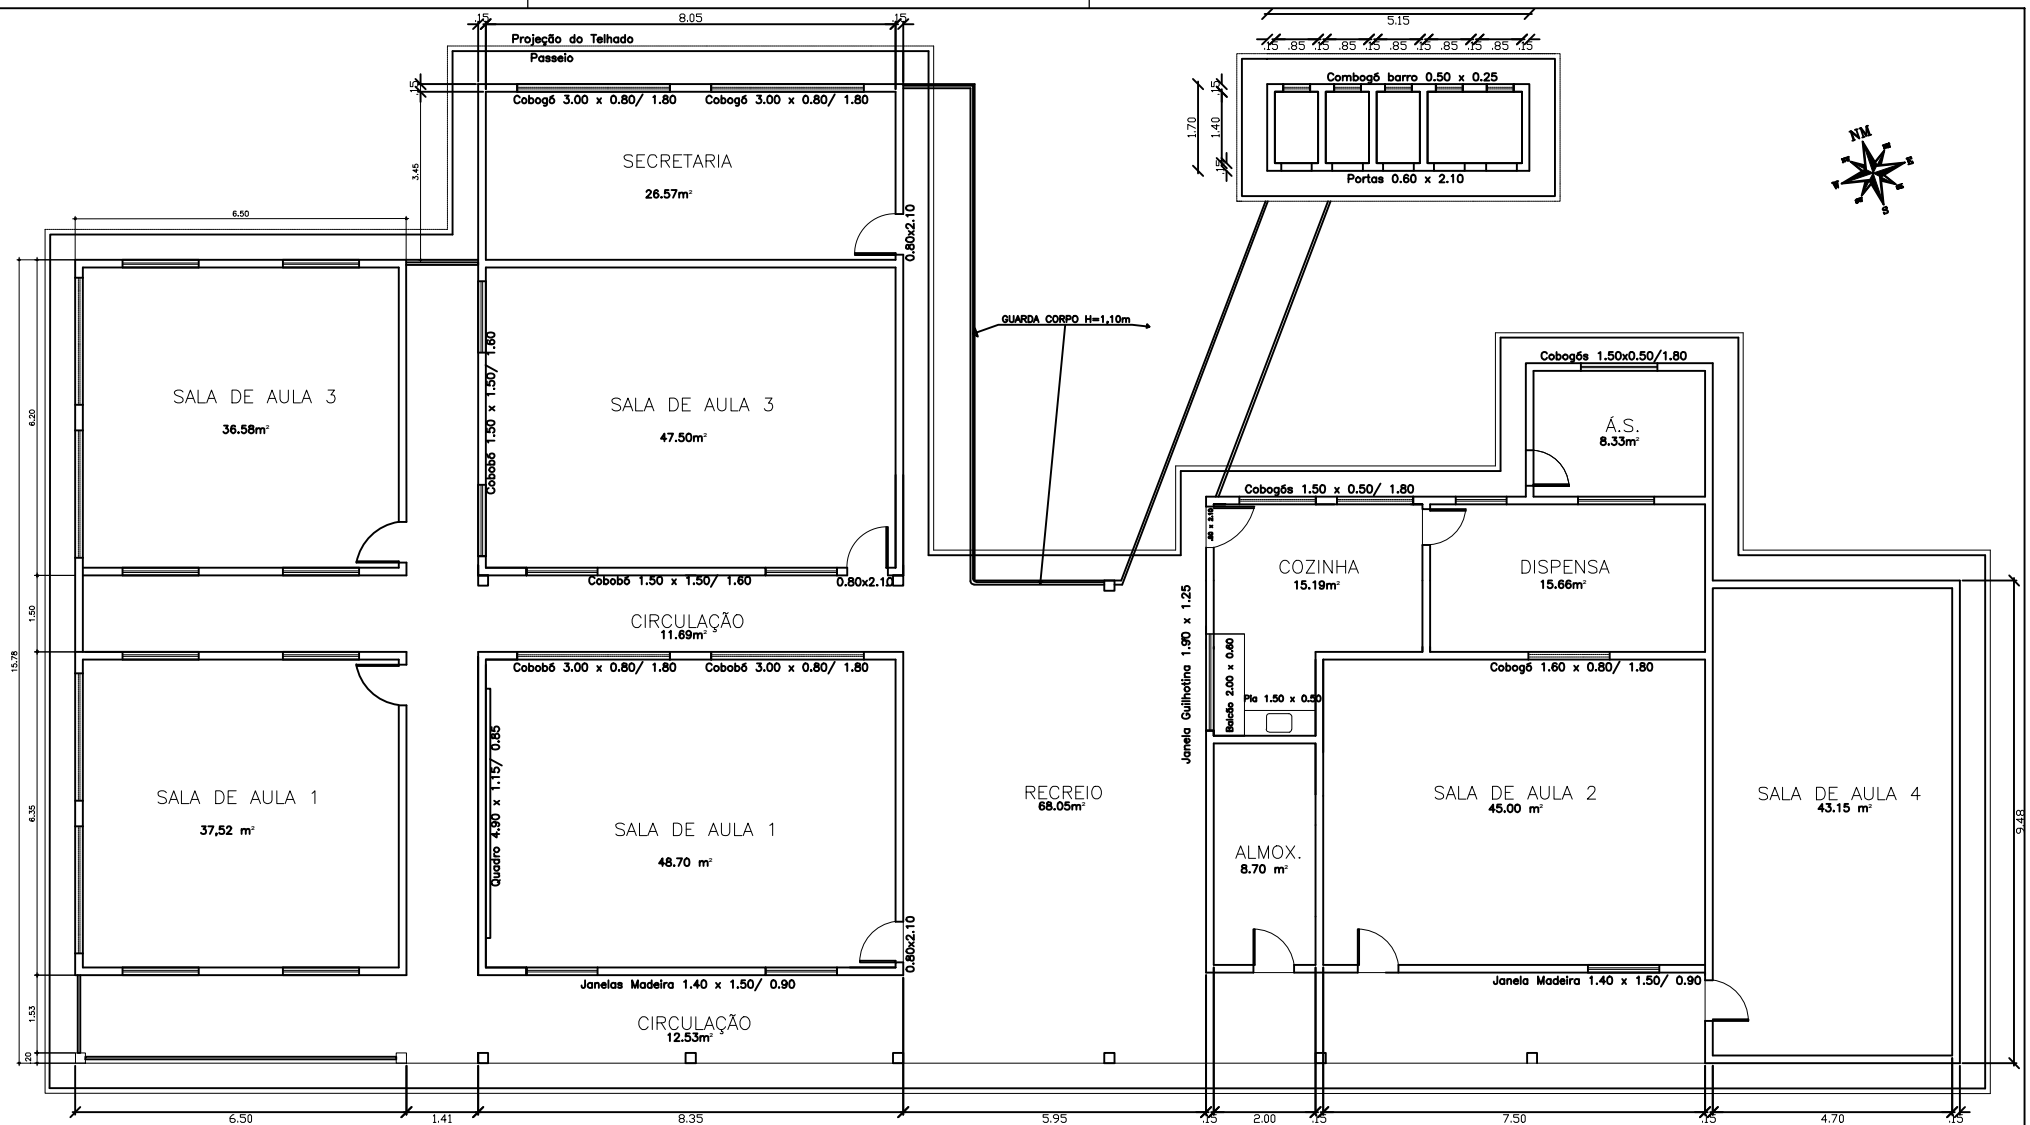 .15
8.05
.15
5.15
Projeção do Telhado
Passeio
.15 .85 .15 .85 .15 .85 .15 .85 .15
Combogó barro 0.50 x 0.25
Cobogó 3.00 x 0.80/ 1.80
Cobogó 3.00 x 0.80/ 1.80
.15
3.45
1.70
.15
1.40
.15
Portas 0.60 x 2.10
NM
S
SECRETARIA
26.57m²
0.80x2.10
6.50
GUARDA CORPO H=1,10m
Cobobó 1.50 x 1.50/ 1.60
Cobogós 1.50x0.50/1.80
SALA DE AULA 3
36.58m²
SALA DE AULA 3
47.50m²
6.20
Á.S.
8.33m²
Cobogós 1.50 x 0.50/ 1.80
.80 x 2.10
COZINHA
15.19m²
DISPENSA
15.66m²
Cobobó 1.50 x 1.50/ 1.60
0.80x2.10
1.50
CIRCULAÇÃO
11.69m²
15.78
Janela Guilhotina 1.90 x 1.25
Balcão 2.00 x 0.60
Pia 1.50 x 0.50
Cobobó 3.00 x 0.80/ 1.80
Cobobó 3.00 x 0.80/ 1.80
Cobogó 1.60 x 0.80/ 1.80
Quadro 4.90 x 1.15/ 0.85
SALA DE AULA 1
37,52 m²
SALA DE AULA 1
48.70 m²
6.35
RECREIO
68.05m²
SALA DE AULA 2
45.00 m²
SALA DE AULA 4
43.15 m²
9.48
ALMOX.
8.70 m²
0.80x2.10
Janelas Madeira 1.40 x 1.50/ 0.90
Janela Madeira 1.40 x 1.50/ 0.90
1.53
CIRCULAÇÃO
12.53m²
.20
6.50
1.41
8.35
5.95
.15
2.00
.15
7.50
.15
4.70
.15